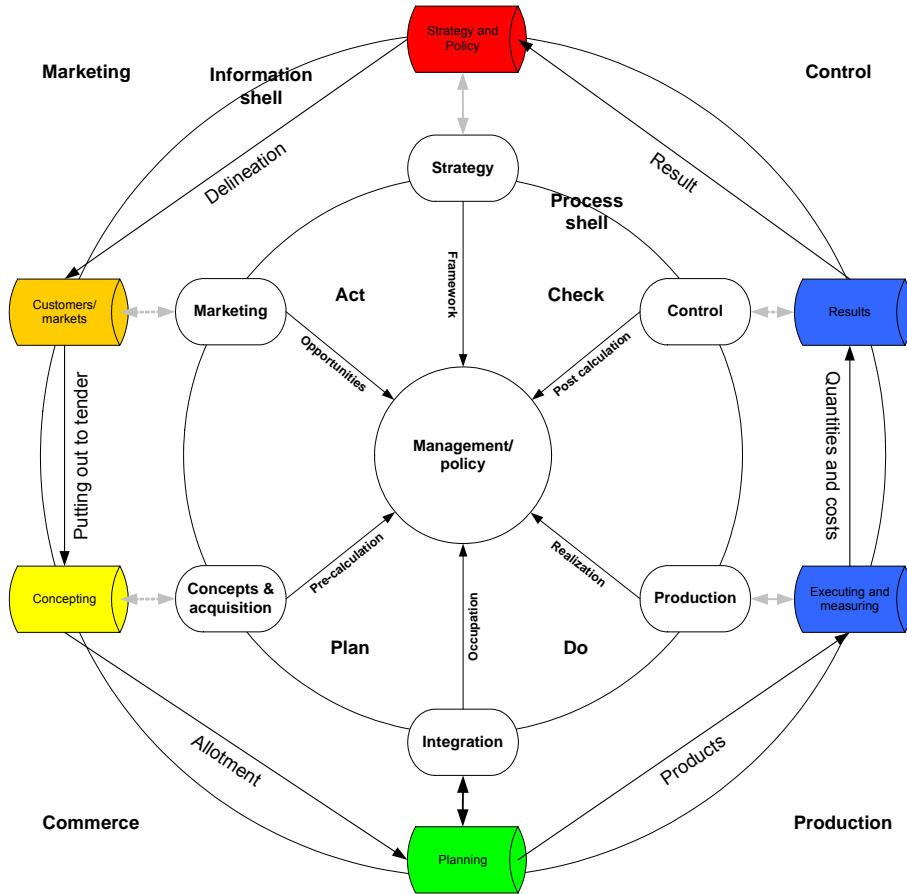 Strategy and
Policy
Marketing
Information
shell
Control
Delineation
Result
Strategy
Process
shell
Framework
Act
Check
Customers/
markets
Marketing
Control
Results
Opportunities
Post calculation
Putting out to tender
Management/
policy
Quantities and costs
Pre-calculation
Realization
Concepting
Concepts &
acquisition
Production
Executing and
measuring
Occupation
Plan
Do
Integration
Allotment
Products
Commerce
Production
Planning